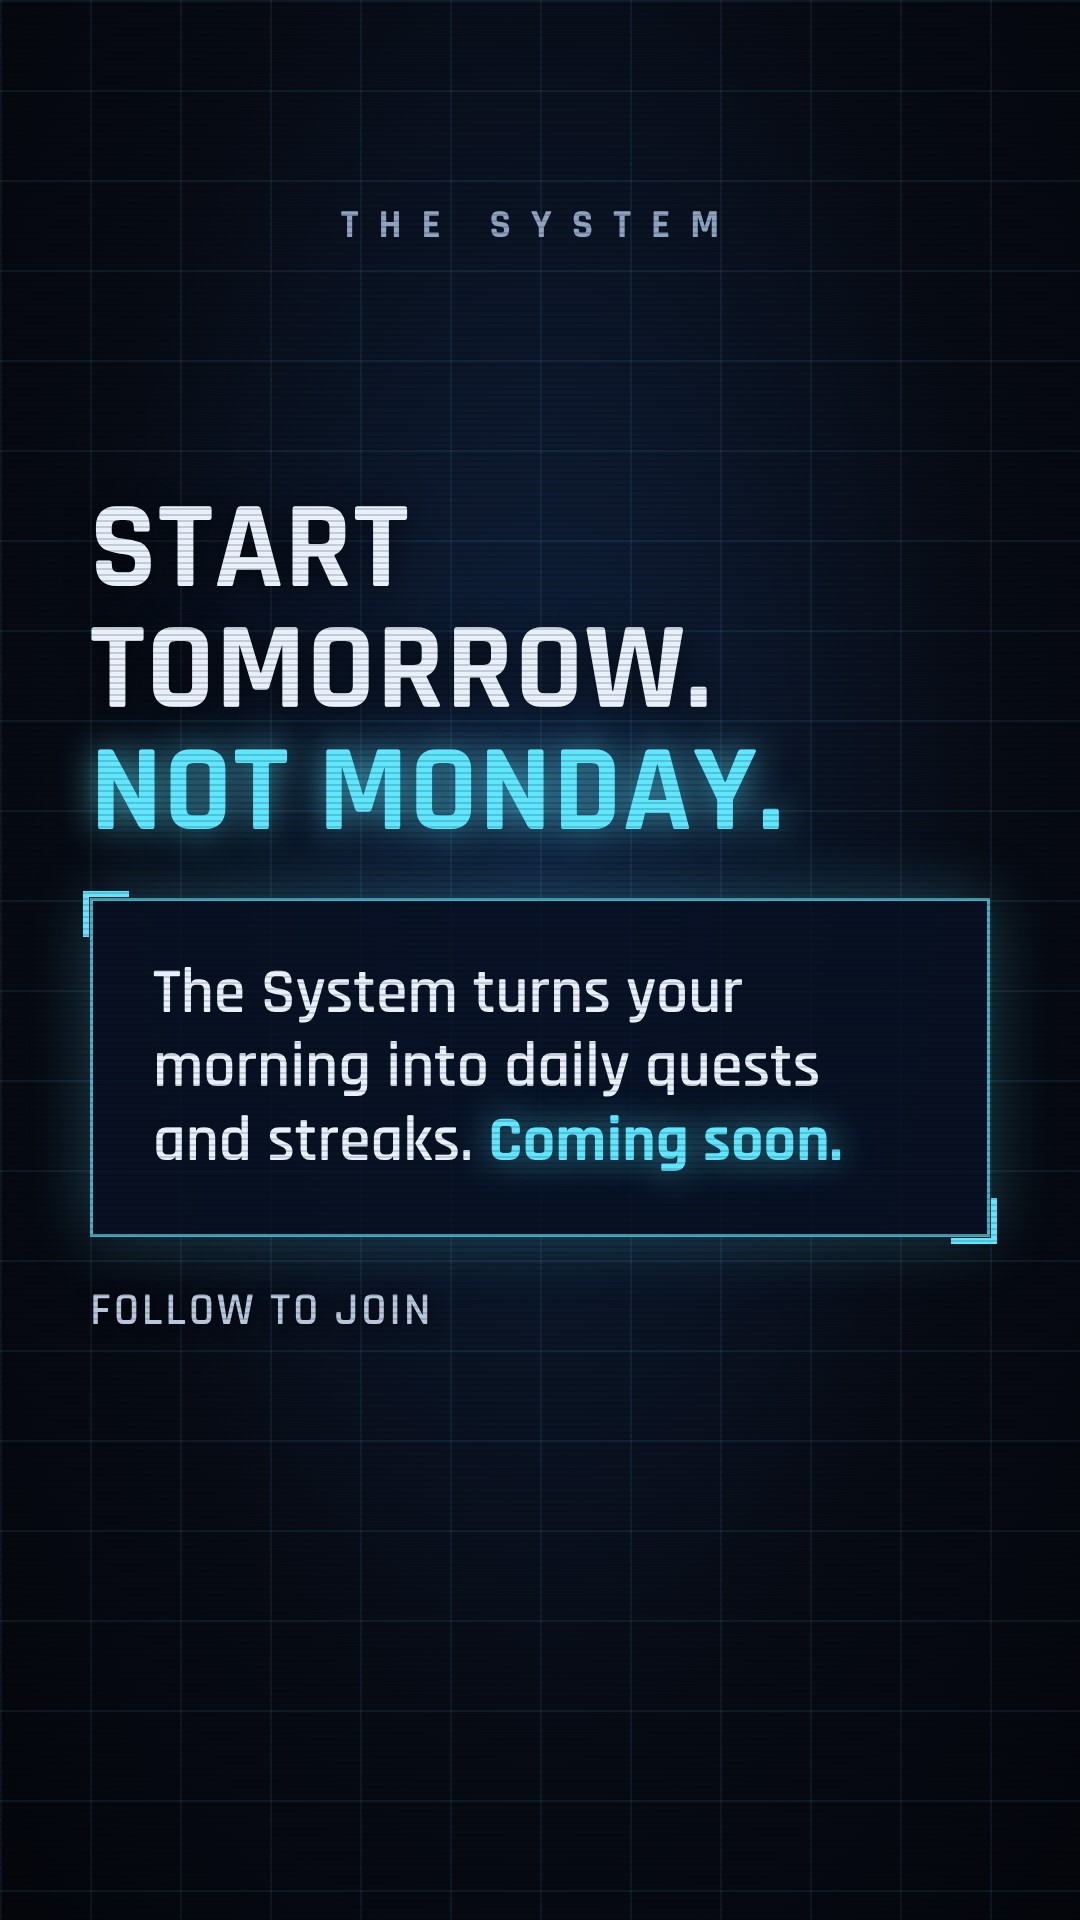 THE SYSTEM
START
TOMORROW.
NOT MONDAY.
The System turns your
morning into daily quests
and streaks. Coming soon.
FOLLOW TO JOIN